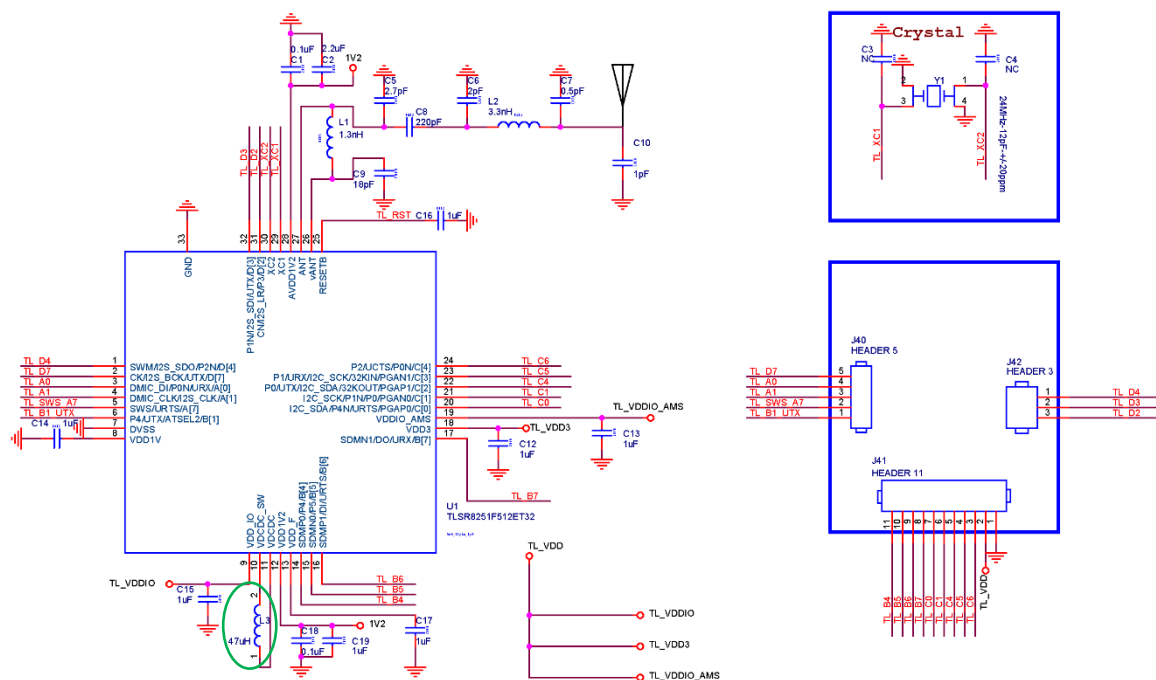 0.1uF
C1
2.2uF
C2
1V2
C5
2.7pF
C8
220pF
C6
2pF
L2
3.3nH
C7
0.5pF
C10
1pF
L1
1.3nH
C9
18pF
TL_D3
TL_D2
TL_XC2
TL_XC1
TL_RST
C16
1uF
33
32
31
30
29
28
27
26
25
GND
P1N/I2S_SDI/UTX/D[3]
CN/I2S_LR/P3/D[2]
XC2
XC1
AVDD1V2
ANT
vANT
RESETB
TL_D4
1
SWM/I2S_SDO/P2N/D[4]
TL_D7
2
CK/I2S_BCK/UTX/D[7]
TL_A0
3
DMIC_DI/P0N/URX/A[0]
TL_A1
4
DMIC_CLK/I2S_CLK/A[1]
TL_SWS_A7
5
SWS/URTS/A[7]
TL_B1_UTX
6
P4/UTX/ATSEL2/B[1]
7
DVSS
C14
1uF
8
VDD1V
P2/UCTS/P0N/C[4]
24
TL_C6
P1/URX/I2C_SCK/32KIN/PGAN1/C[3]
23
TL_C5
P0/UTX/I2C_SDA/32KOUT/PGAP1/C[2]
22
TL_C4
I2C_SCK/P1N/P0/PGAN0/C[1]
21
TL_C1
I2C_SDA/P4N/URTS/PGAP0/C[0]
20
TL_C0
VDDIO_AMS
19
TL_VDDIO_AMS
VDD3
18
TL_VDD3
SDMN1/DO/URX/B[7]
17
C12
1uF
C13
1uF
TL_B7
U1
TLSR8251F512ET32
VDD_IO
VDCDC_SW
VDCDC
VDD1V2
VDD_F
SDMP0/P4/B[4]
SDMN0/P5/B[5]
SDMP1/DI/URTS/B[6]
9
10
11
12
13
14
15
16
TL_VDDIO
C15
1uF
2
L3
47uH
1
TL_B6
TL_B5
TL_B4
1V2
C18
0.1uF
C19
1uF
C17
1uF
TL_VDD
TL_VDDIO
TL_VDD3
TL_VDDIO_AMS
Crystal
C3
NC
C4
NC
Y1
2
1
3
4
TL_XC1
TL_XC2
24MHz-12pF-+/-20ppm
J40
HEADER 5
TL_D7
5
TL_A0
4
TL_A1
3
TL_SWS_A7
2
TL_B1_UTX
1
J42
HEADER 3
1
TL_D4
2
TL_D3
3
TL_D2
J41
HEADER 11
11
10
9
8
7
6
5
4
3
2
1
TL_B4
TL_B5
TL_B6
TL_B7
TL_C0
TL_C1
TL_C4
TL_C5
TL_C6
TL_VDD